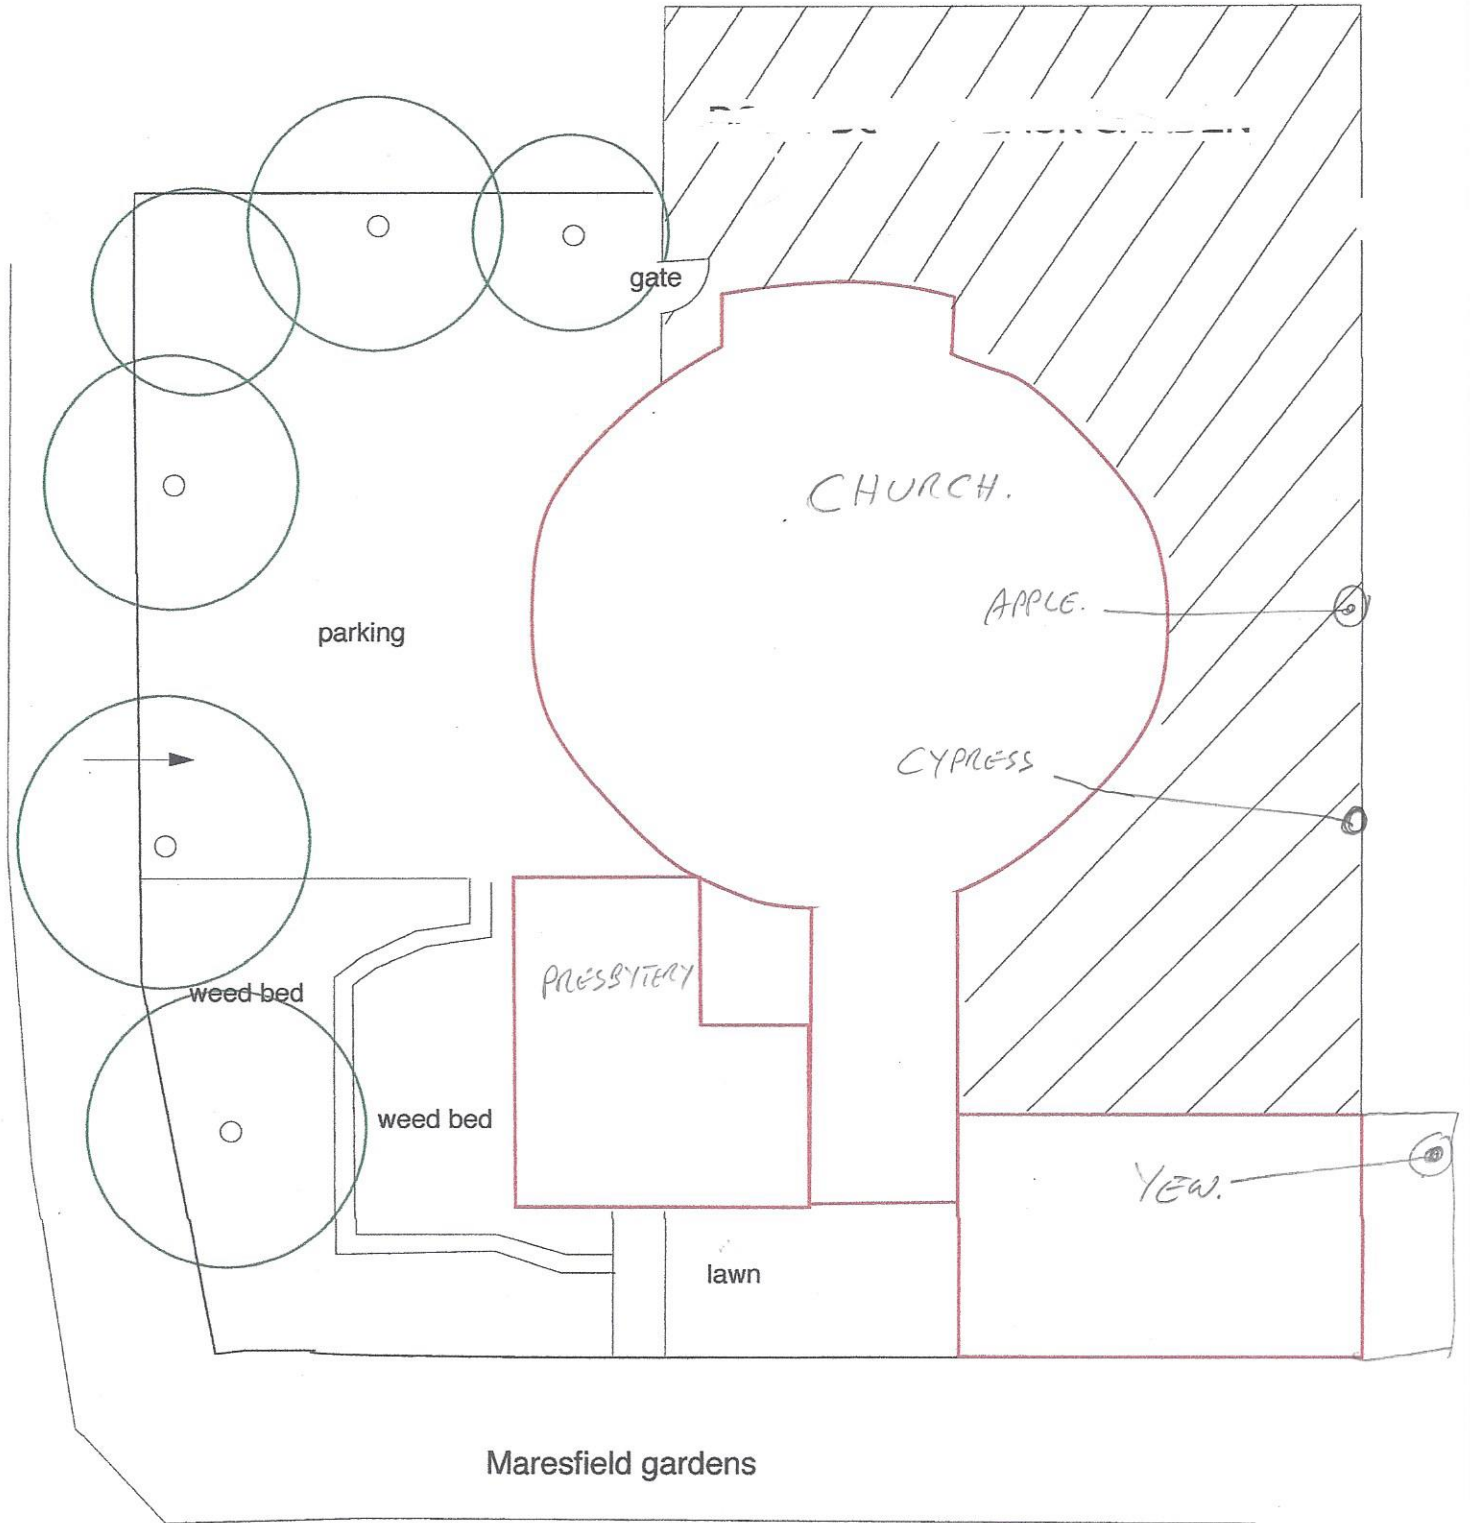 gate
CHURCH.
APPLE.
parking
CYPRESS
PRESBYTERY
weed bed
weed bed
YEW.
lawn
Maresfield gardens